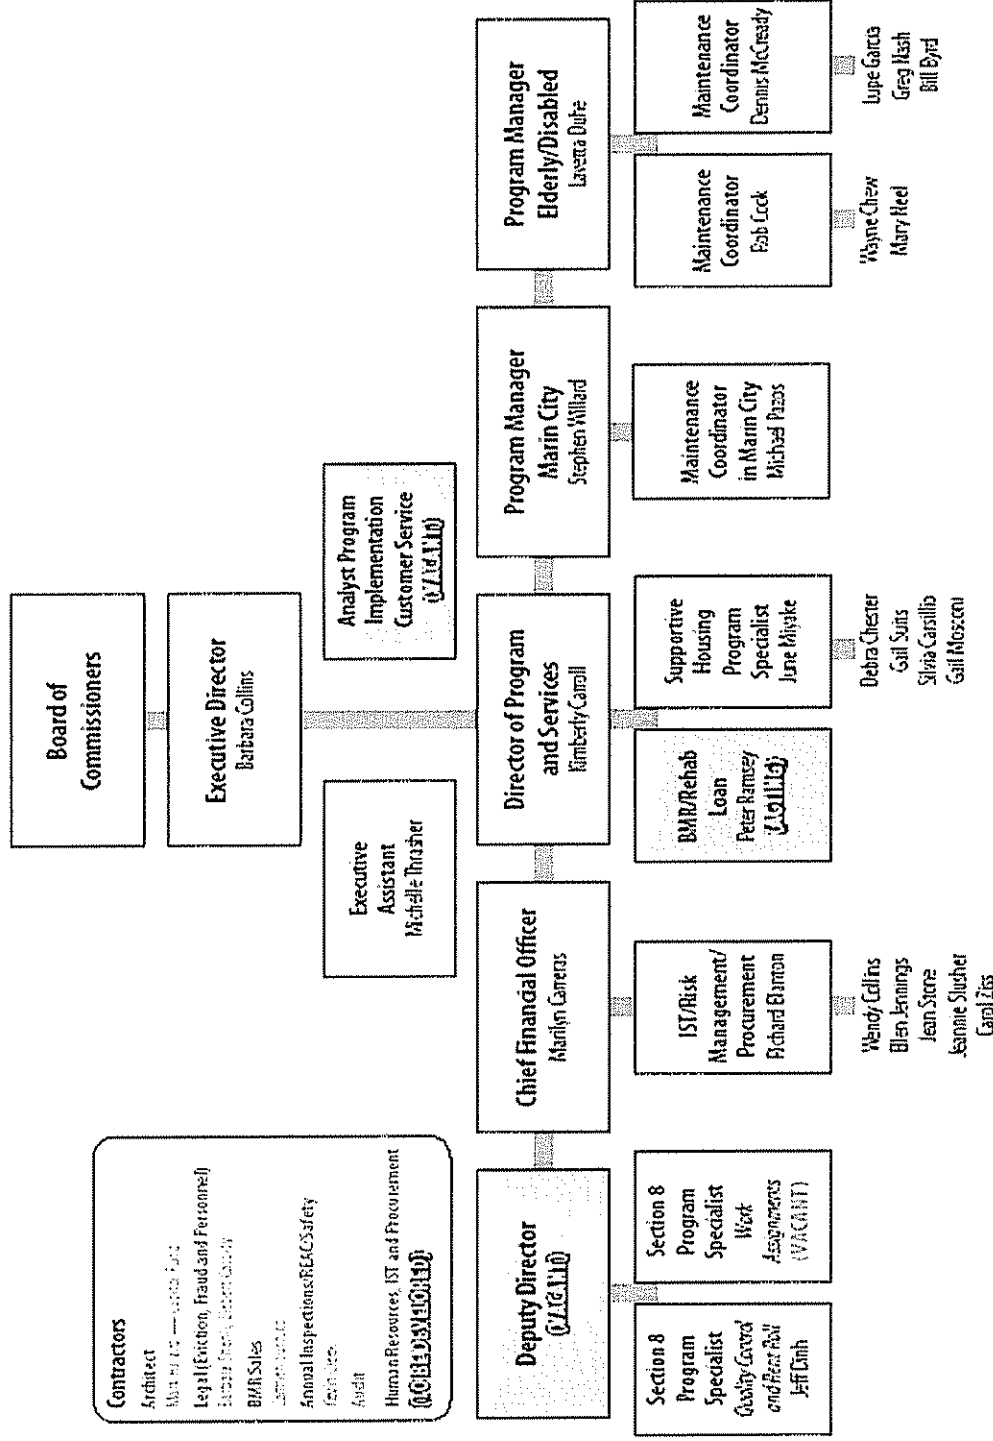 Board of
Commissioners
Executive Director
Barbara Collins
Executive
Assistant
Michelle Thrasher
Analyst Program
Implementation
Customer Service
Contractors
Architect
Legal (Eviction, Fraud and Personnel)
BMR Sales
Annual Inspections/REAC/Safety
Audit
Human Resources, IST and Procurement
Deputy Director
Chief Financial Officer
Marilyn Carreras
Director of Program
and Services
Kimberly Carroll
Program Manager
Marin City
Stephen Willard
Program Manager
Elderly/Disabled
Section 8
Program
Specialist
Quality Control
and Rent Roll
Jeff Dinh
Section 8
Program
Specialist
Work
Assignments
(VACANT)
IST/Risk
Management/
Procurement
Richard Blanton
Wendy Collins
Ellen Jennings
Jean Stone
Jeannie Slusher
Carol
BMR/Rehab
Loan
Peter Ramsey
Supportive
Housing
Program
Specialist
June Miyake
Debra Chester
Gail Suits
Silvia Carsillio
Gail Mosconi
Maintenance
Coordinator
in Marin City
Michael Pazos
Maintenance
Coordinator
Rob Cook
Wayne Chew
Mary Neel
Maintenance
Coordinator
Dennis McCready
Lupe Garcia
Greg Nash
Bill Byrd